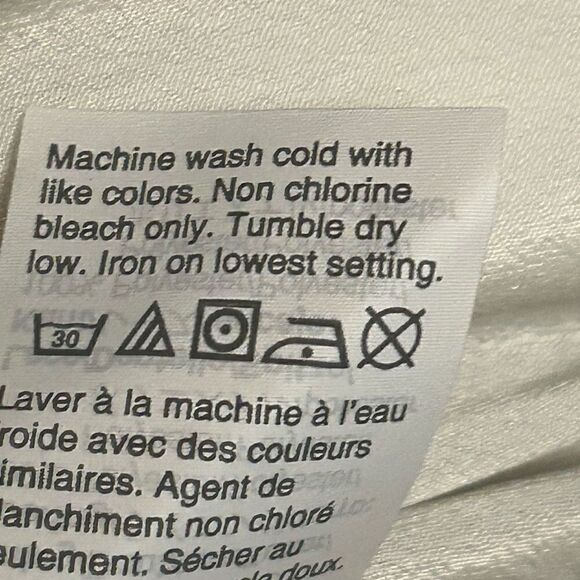 Machine wash cold with
like colors. Non chlorine
bleach only. Tumble dry
low. Iron on lowest setting.
30
Laver à la machine à l'eau
roide avec des couleurs
imilaires. Agent de
lanchiment non chloré
eulement. Sécher au
doux.